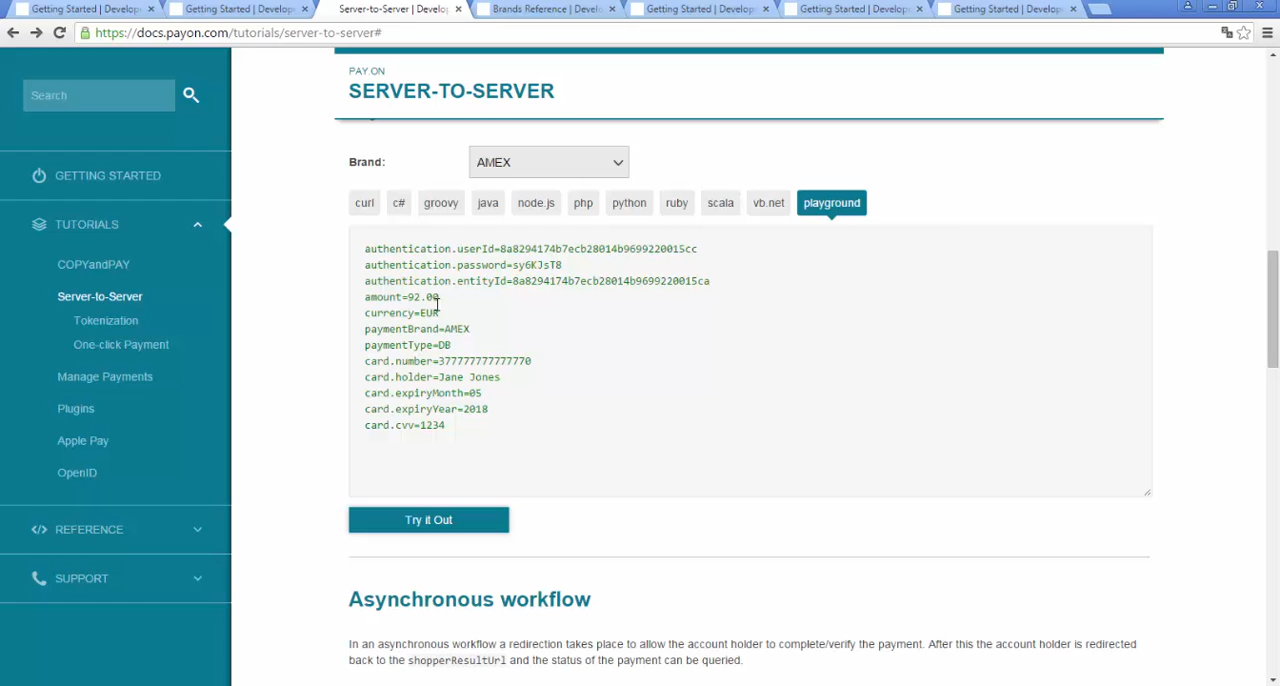 Getting Started | Develope
Getting Started | Develope
Server-to-Server | Develop
Brands Reference | Develo
Getting Started | Develope
Getting Started | Develope
Getting Started | Develope
https://docs.payon.com/tutorials/server-to-server#
Search
GETTING STARTED
TUTORIALS
COPYandPAY
Server-to-Server
Tokenization
One-click Payment
Manage Payments
Plugins
Apple Pay
OpenID
REFERENCE
SUPPORT
PAY.ON
SERVER-TO-SERVER
Brand:
AMEX
curl
c#
groovy
java
node.js
php
python
ruby
scala
vb.net
playground
authentication.userId=8a8294174b7ecb28014b9699220015cc
authentication.password=sy6KJsT8
authentication.entityId=8a8294174b7ecb28014b9699220015ca
amount=92.00
currency=EUR
paymentBrand=AMEX
paymentType=DB
card.number=377777777777770
card.holder=Jane Jones
card.expiryMonth=05
card.expiryYear=2018
card.cvv=1234
Try it Out
Asynchronous workflow
In an asynchronous workflow a redirection takes place to allow the account holder to complete/verify the payment. After this the account holder is redirected
back to the shopperResultUrl and the status of the payment can be queried.